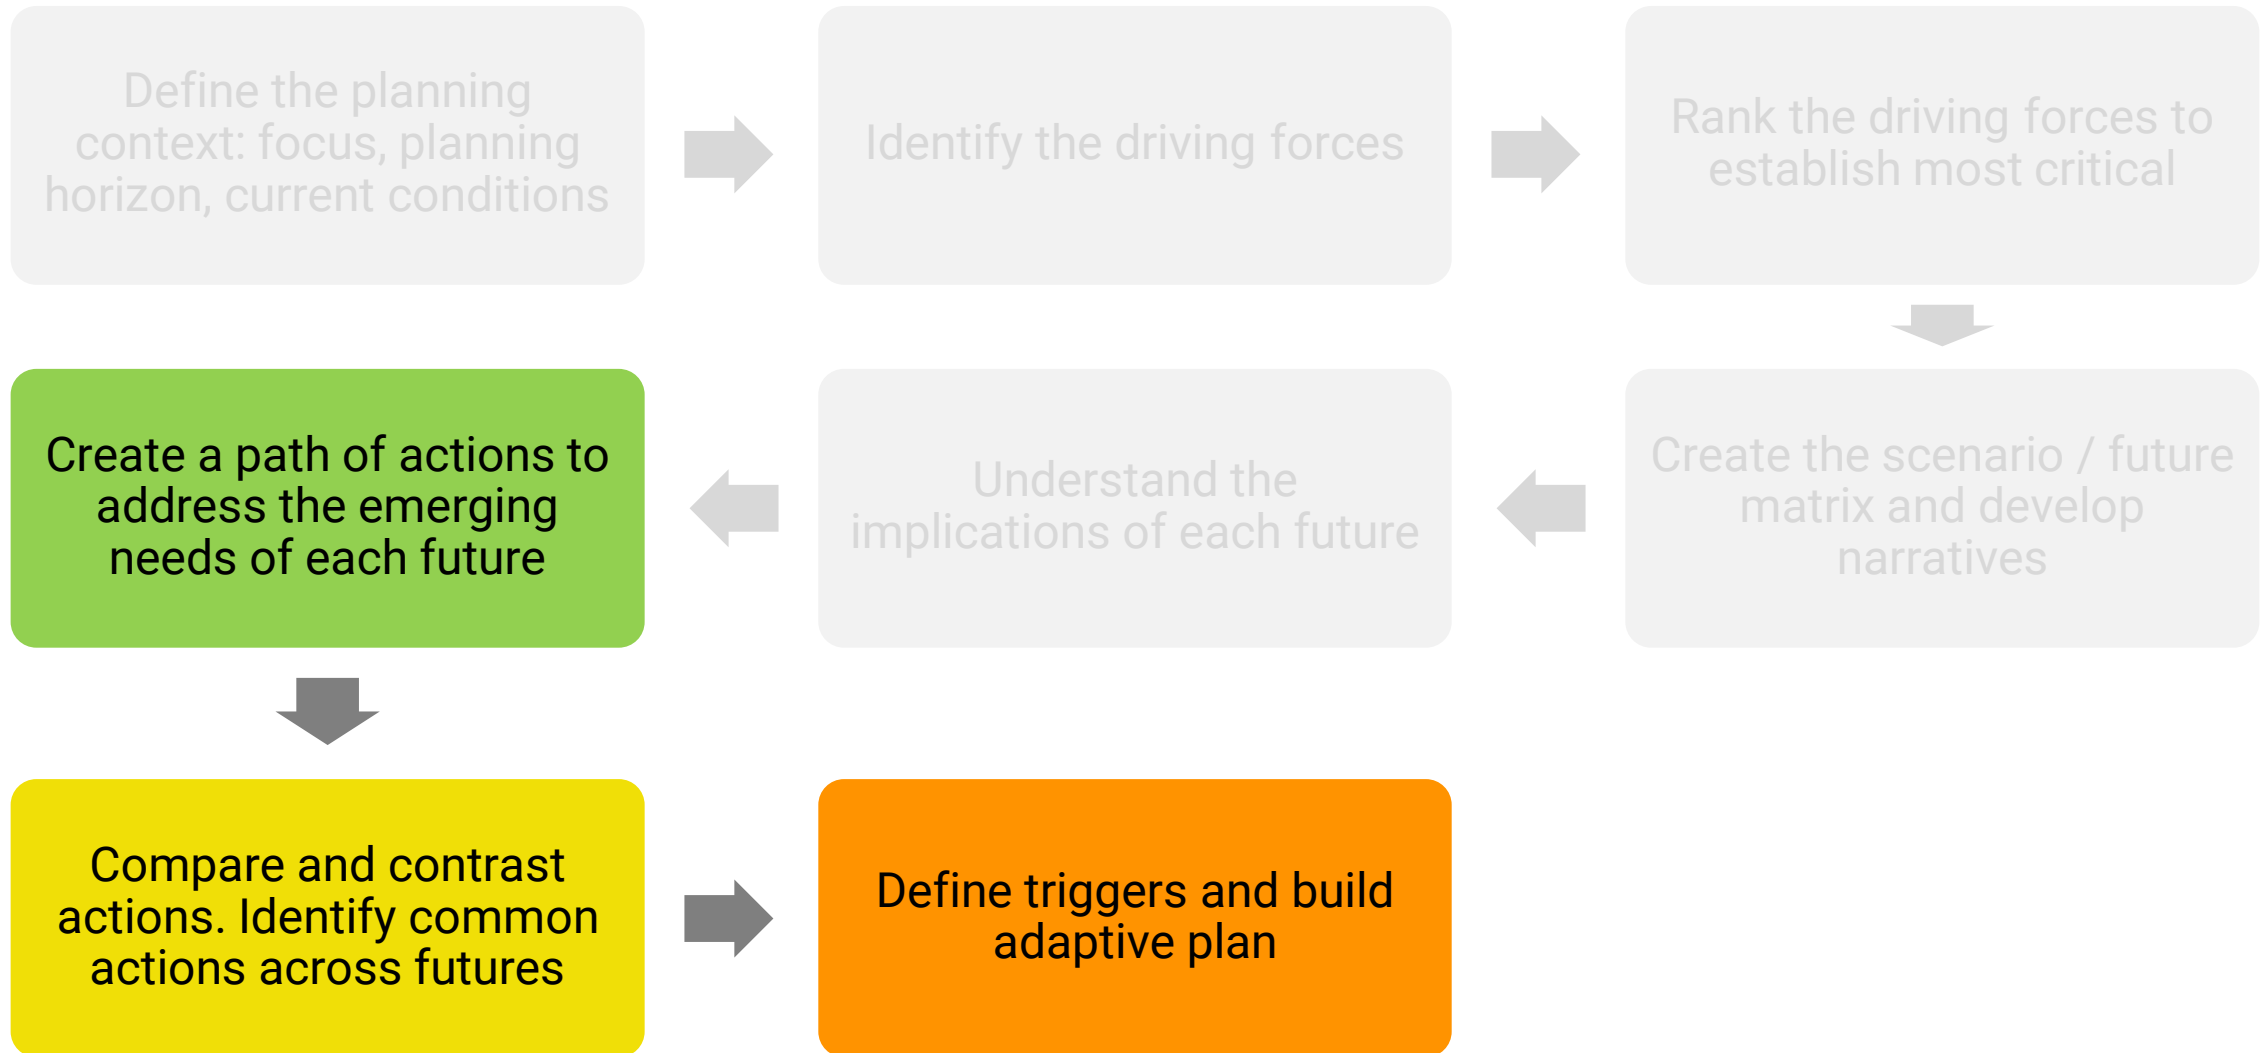 Define the planning
context: focus, planning
horizon, current conditions
Identify the driving forces
Rank the driving forces to
establish most critical
Create a path of actions to
address the emerging
needs of each future
Understand the
implications of each future
Create the scenario / future
matrix and develop
narratives
Compare and contrast
actions. Identify common
actions across futures
Define triggers and build
adaptive plan